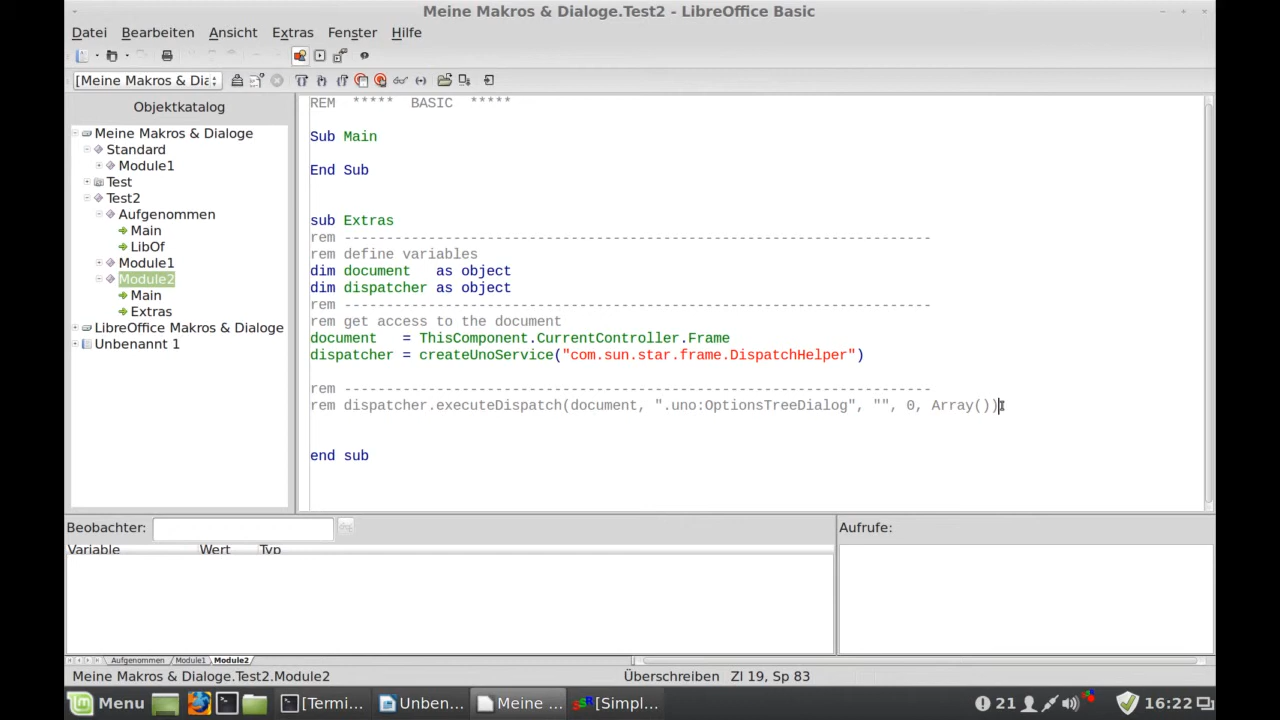 Meine Makros & Dialoge.Test2 - LibreOffice Basic
Datei Bearbeiten Ansicht Extras Fenster Hilfe
[Meine Makros & Dia
Objektkatalog
Meine Makros & Dialoge
Standard
Module1
Test
Test2
Aufgenommen
Main
LibOf
Module1
Module2
Main
Extras
LibreOffice Makros & Dialoge
Unbenannt 1
REM ***** BASIC *****
Sub Main
End Sub
sub Extras
rem ----------------------------------------------------------------------
rem define variables
dim document as object
dim dispatcher as object
rem ----------------------------------------------------------------------
rem get access to the document
document = ThisComponent.CurrentController.Frame
dispatcher = createUnoService("com.sun.star.frame.DispatchHelper")
rem ----------------------------------------------------------------------
rem dispatcher.executeDispatch(document, ".uno:OptionsTreeDialog", "", 0, Array())
end sub
Beobachter:
Aufrufe:
Variable Wert Typ
Aufgenommen Module1 Module2
Meine Makros & Dialoge.Test2.Module2 Überschreiben Zl 19, Sp 83
Menu [Termi... Unben... Meine ... [Simpl... 21 16:22